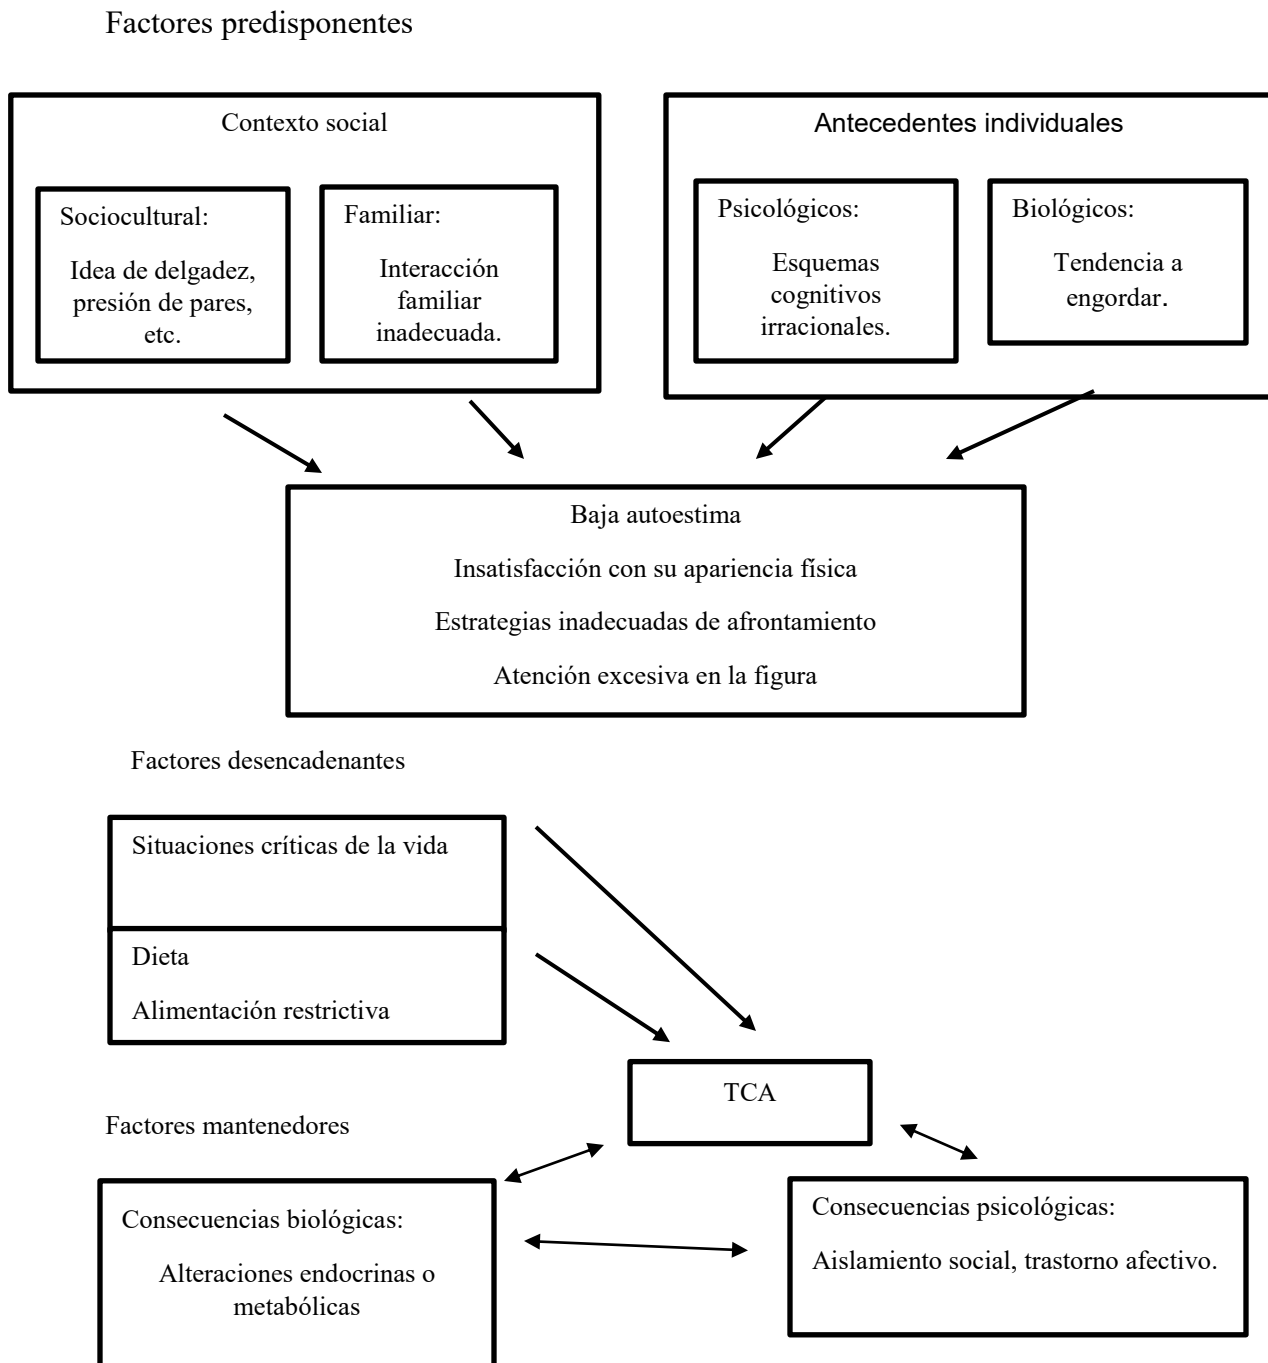 Factores predisponentes
Contexto social
Sociocultural:
Idea de delgadez,
presión de pares,
etc.
Familiar:
Interacción
familiar
inadecuada.
Antecedentes individuales
Psicológicos:
Esquemas
cognitivos
irracionales.
Biológicos:
Tendencia a
engordar.
Baja autoestima
Insatisfacción con su apariencia física
Estrategias inadecuadas de afrontamiento
Atención excesiva en la figura
Factores desencadenantes
Situaciones críticas de la vida
Dieta
Alimentación restrictiva
TCA
Factores mantenedores
Consecuencias biológicas:
Alteraciones endocrinas o
metabólicas
Consecuencias psicológicas:
Aislamiento social, trastorno afectivo.